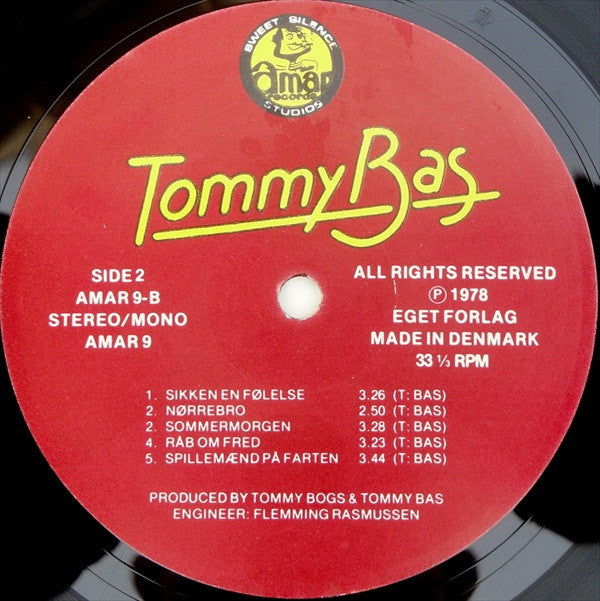 SWEET SILENCE
amar
records
STUDIOS
Tommy Bas
SIDE 2
AMAR 9-B
STEREO/MONO
AMAR 9
ALL RIGHTS RESERVED
Ⓟ 1978
EGET FORLAG
MADE IN DENMARK
33 ⅓ RPM
1. SIKKEN EN FØLELSE 3.26 (T: BAS)
2. NØRREBRO 2.50 (T: BAS)
2. SOMMERMORGEN 3.28 (T: BAS)
4. RÅB OM FRED 3.23 (T: BAS)
5. SPILLEMÆND PÅ FARTEN 3.44 (T: BAS)
PRODUCED BY TOMMY BOGS & TOMMY BAS
ENGINEER: FLEMMING RASMUSSEN